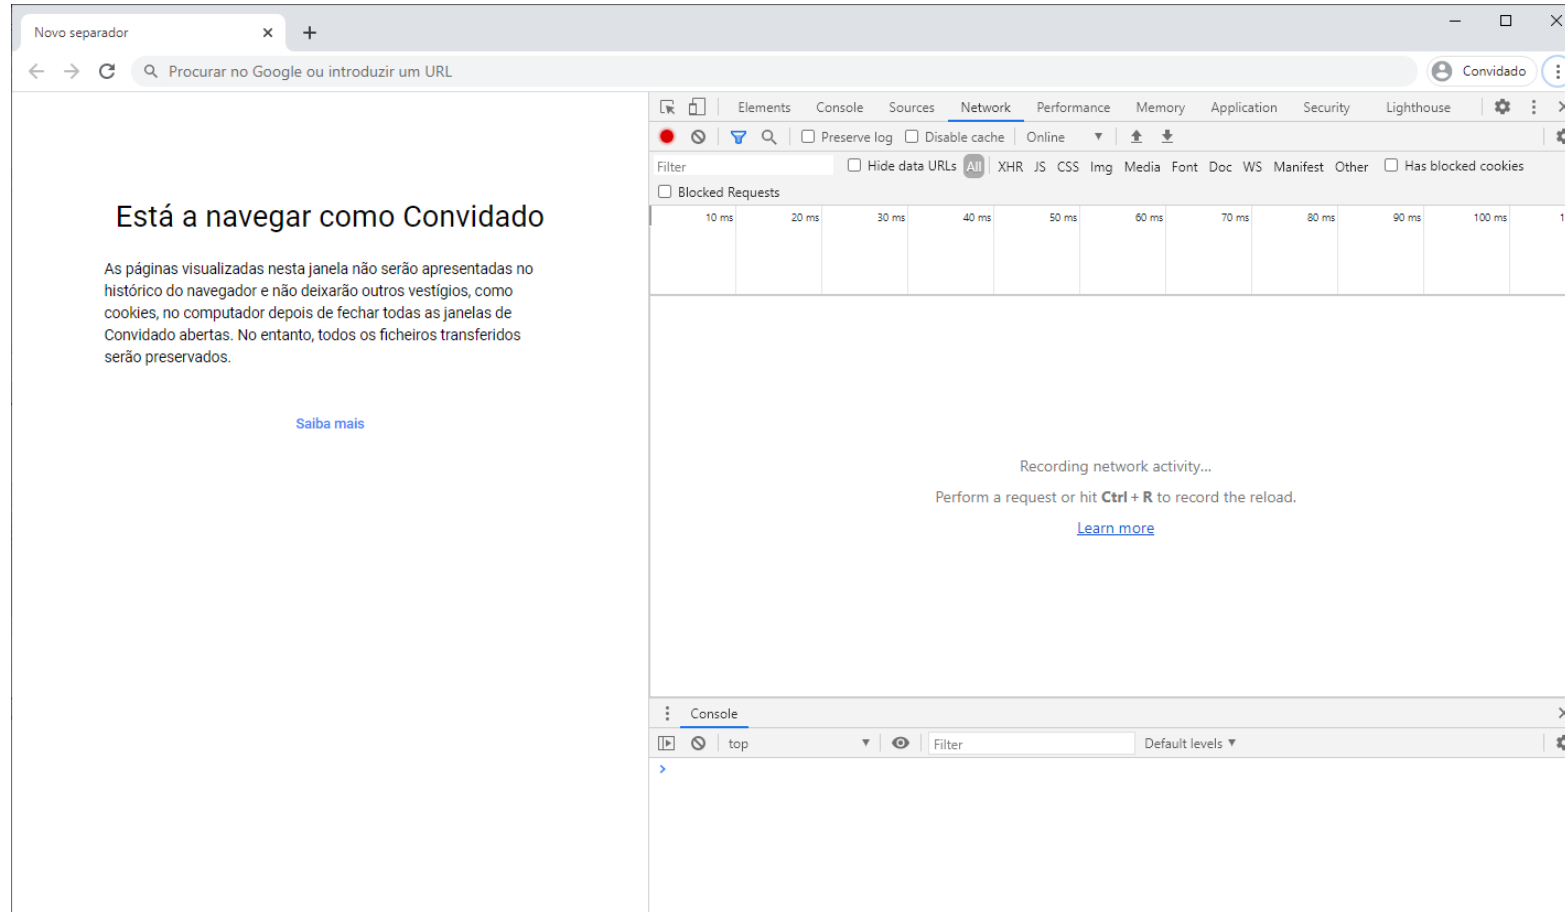 Novo separador
Procurar no Google ou introduzir um URL
Convidado
Está a navegar como Convidado
As páginas visualizadas nesta janela não serão apresentadas no
histórico do navegador e não deixarão outros vestígios, como
cookies, no computador depois de fechar todas as janelas de
Convidado abertas. No entanto, todos os ficheiros transferidos
serão preservados.
Saiba mais
Elements Console Sources Network Performance Memory Application Security Lighthouse
Preserve log Disable cache Online
Filter Hide data URLs All XHR JS CSS Img Media Font Doc WS Manifest Other Has blocked cookies
Blocked Requests
10 ms 20 ms 30 ms 40 ms 50 ms 60 ms 70 ms 80 ms 90 ms 100 ms 1
Recording network activity...
Perform a request or hit Ctrl + R to record the reload.
Learn more
Console
top Filter Default levels